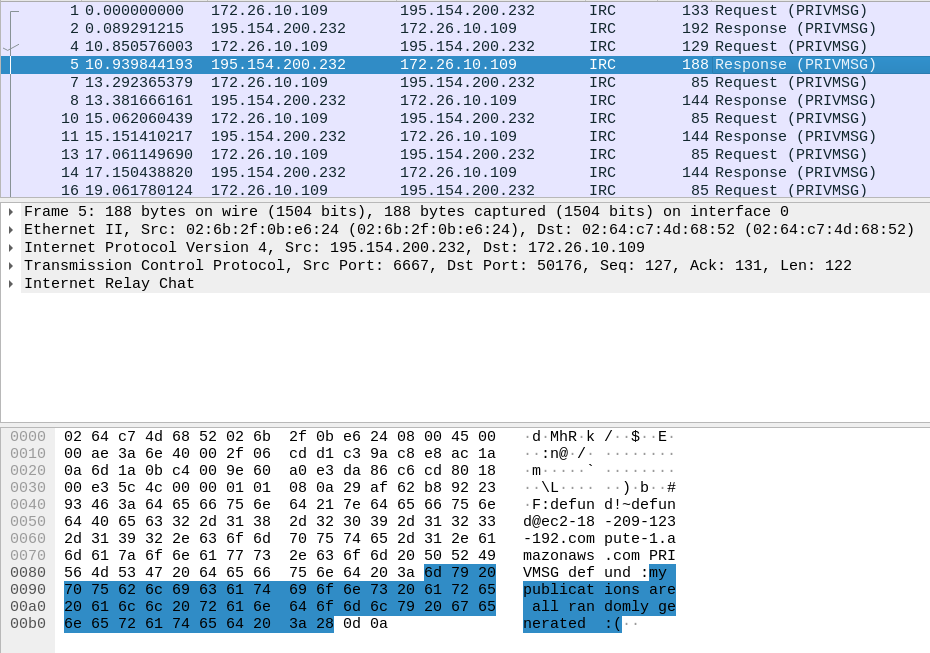 1 0.000000000 172.26.10.109 195.154.200.232 IRC 133 Request (PRIVMSG)
2 0.089291215 195.154.200.232 172.26.10.109 IRC 192 Response (PRIVMSG)
4 10.850576003 172.26.10.109 195.154.200.232 IRC 129 Request (PRIVMSG)
5 10.939844193 195.154.200.232 172.26.10.109 IRC 188 Response (PRIVMSG)
7 13.292365379 172.26.10.109 195.154.200.232 IRC 85 Request (PRIVMSG)
8 13.381666161 195.154.200.232 172.26.10.109 IRC 144 Response (PRIVMSG)
10 15.062060439 172.26.10.109 195.154.200.232 IRC 85 Request (PRIVMSG)
11 15.151410217 195.154.200.232 172.26.10.109 IRC 144 Response (PRIVMSG)
13 17.061149690 172.26.10.109 195.154.200.232 IRC 85 Request (PRIVMSG)
14 17.150438820 195.154.200.232 172.26.10.109 IRC 144 Response (PRIVMSG)
16 19.061780124 172.26.10.109 195.154.200.232 IRC 85 Request (PRIVMSG)
Frame 5: 188 bytes on wire (1504 bits), 188 bytes captured (1504 bits) on interface 0
Ethernet II, Src: 02:6b:2f:0b:e6:24 (02:6b:2f:0b:e6:24), Dst: 02:64:c7:4d:68:52 (02:64:c7:4d:68:52)
Internet Protocol Version 4, Src: 195.154.200.232, Dst: 172.26.10.109
Transmission Control Protocol, Src Port: 6667, Dst Port: 50176, Seq: 127, Ack: 131, Len: 122
Internet Relay Chat
0000 02 64 c7 4d 68 52 02 6b 2f 0b e6 24 08 00 45 00 ·d·MhR·k /··$··E·
0010 00 ae 3a 6e 40 00 2f 06 cd d1 c3 9a c8 e8 ac 1a ··:n@·/· ········
0020 0a 6d 1a 0b c4 00 9e 60 a0 e3 da 86 c6 cd 80 18 ·m·····` ········
0030 00 e3 5c 4c 00 00 01 01 08 0a 29 af 62 b8 92 23 ··\L···· ··)·b··#
0040 93 46 3a 64 65 66 75 6e 64 21 7e 64 65 66 75 6e ·F:defun d!~defun
0050 64 40 65 63 32 2d 31 38 2d 32 30 39 2d 31 32 33 d@ec2-18 -209-123
0060 2d 31 39 32 2e 63 6f 6d 70 75 74 65 2d 31 2e 61 -192.com pute-1.a
0070 6d 61 7a 6f 6e 61 77 73 2e 63 6f 6d 20 50 52 49 mazonaws .com PRI
0080 56 4d 53 47 20 64 65 66 75 6e 64 20 3a 6d 79 20 VMSG def und :my
0090 70 75 62 6c 69 63 61 74 69 6f 6e 73 20 61 72 65 publicat ions are
00a0 20 61 6c 6c 20 72 61 6e 64 6f 6d 6c 79 20 67 65 all ran domly ge
00b0 6e 65 72 61 74 65 64 20 3a 28 0d 0a nerated :(··